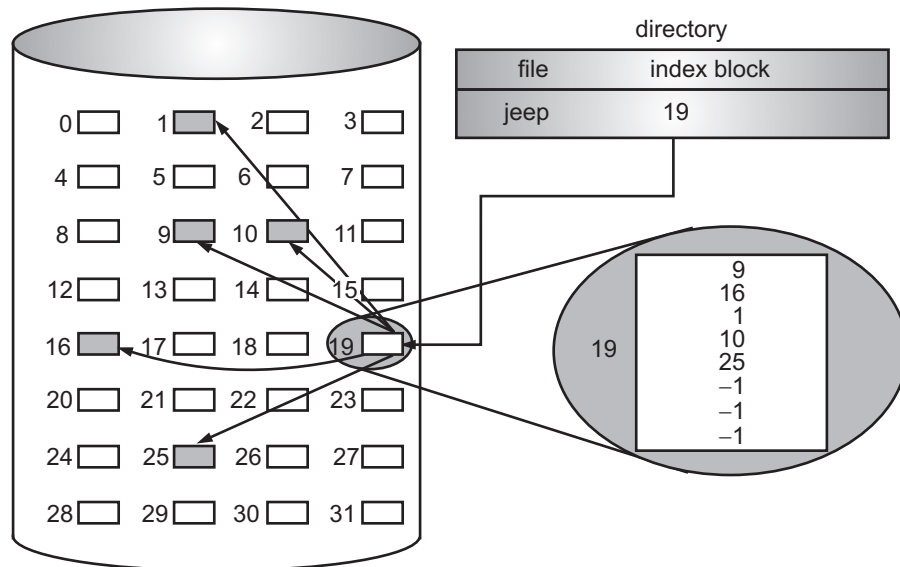 directory
file index block
jeep 19
0 1 2 3
4 5 6 7
8 9 10 11
12 13 14 15
16 17 18 19
20 21 22 23
24 25 26 27
28 29 30 31
19
9
16
1
10
25
–1
–1
–1